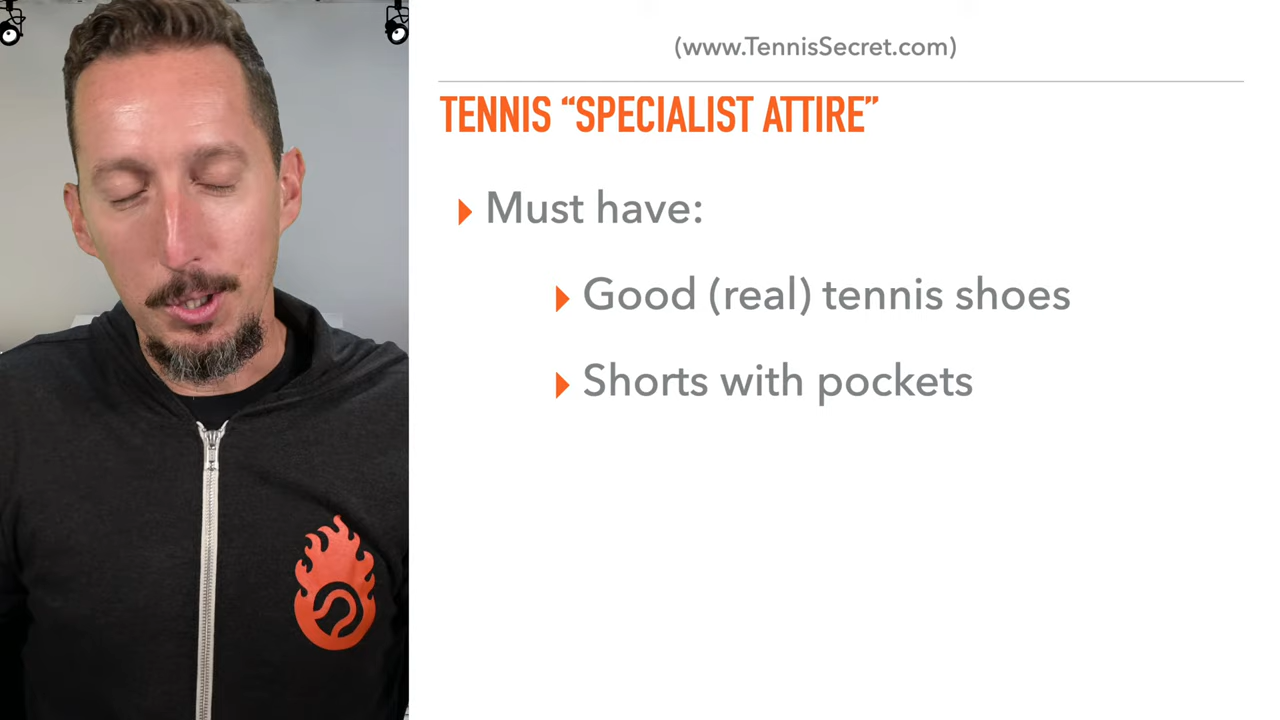 (www.TennisSecret.com)
TENNIS “SPECIALIST ATTIRE”
Must have:
Good (real) tennis shoes
Shorts with pockets